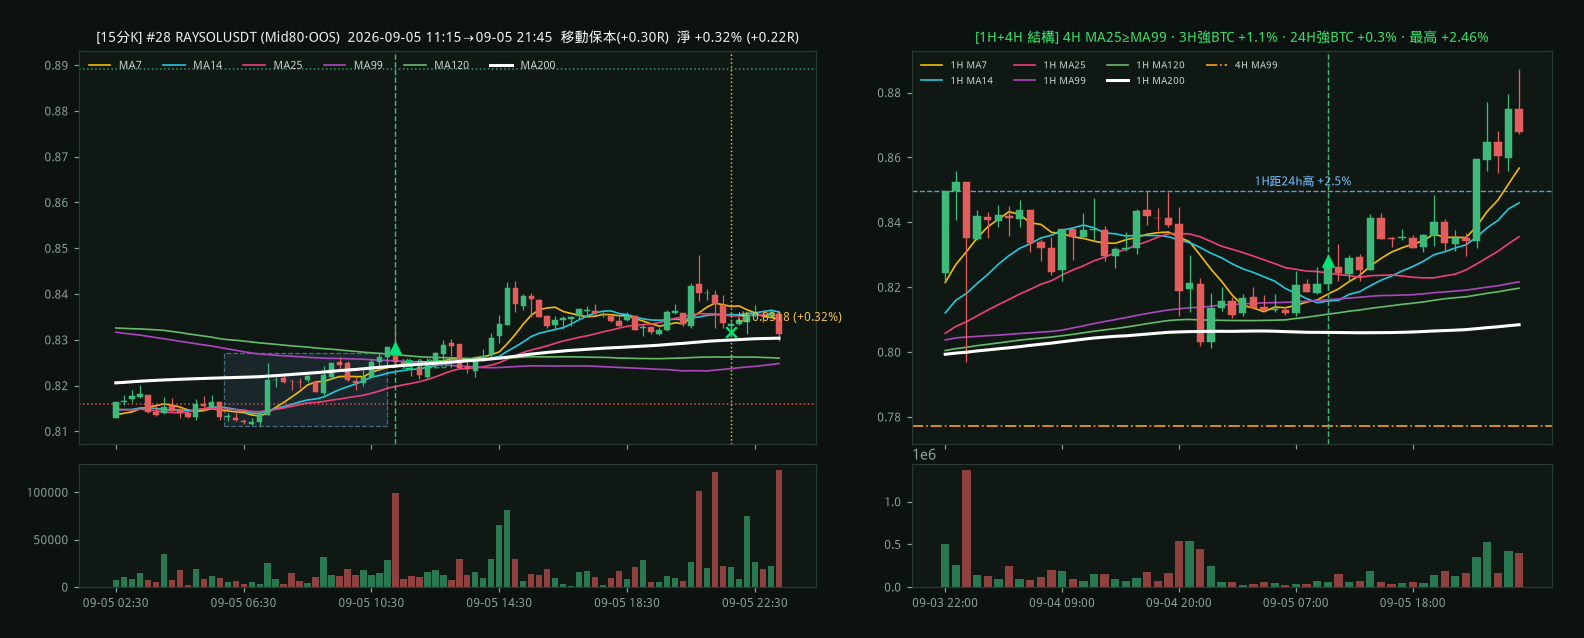 [15分K] #28 RAYSOLUSDT (Mid80·OOS)  2026-09-05 11:15→09-05 21:45  移動保本(+0.30R)  淨 +0.32% (+0.22R)
MA7
MA14
MA25
MA99
MA120
MA200
0.89
0.88
0.87
0.86
0.85
0.84
0.83
0.82
0.81
(+0.32%)
100000
50000
0
09-05 02:30
09-05 06:30
09-05 10:30
09-05 14:30
09-05 18:30
09-05 22:30
[1H+4H 結構] 4H MA25≥MA99 · 3H強BTC +1.1% · 24H強BTC +0.3% · 最高 +2.46%
1H MA7
1H MA25
1H MA120
4H MA99
1H MA14
1H MA99
1H MA200
0.88
0.86
0.84
0.82
0.80
0.78
1H距24h高 +2.5%
1e6
1.0
0.5
0.0
09-03 22:00
09-04 09:00
09-04 20:00
09-05 07:00
09-05 18:00